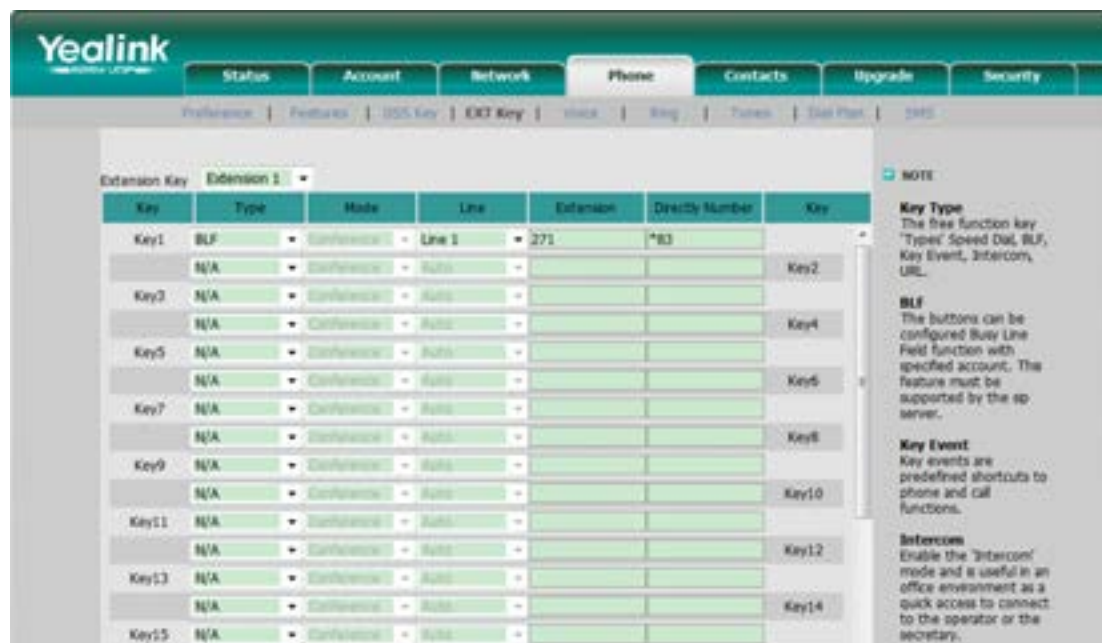 Yealink
Status Account Network Phone Contacts Upgrade Security
Preference | Features | DSS Key | EXT Key | Voice | Ring | Tones | Dial Plan | SMS
Extension Key Extension 1
NOTE
Key Type Mode Line Extension Directly Number Key
Key1 BLF Conference Line 1 271 *83
N/A Conference Auto Key2
Key3 N/A Conference Auto
N/A Conference Auto Key4
Key5 N/A Conference Auto
N/A Conference Auto Key6
Key7 N/A Conference Auto
N/A Conference Auto Key8
Key9 N/A Conference Auto
N/A Conference Auto Key10
Key11 N/A Conference Auto
N/A Conference Auto Key12
Key13 N/A Conference Auto
N/A Conference Auto Key14
Key15 N/A Conference Auto
Key Type
The free function key
'Types' Speed Dial, BLF,
Key Event, Intercom,
URL.
BLF
The buttons can be
configured Busy Line
Field function with
specified account. This
feature must be
supported by the sip
server.
Key Event
Key events are
predefined shortcuts to
phone and call
functions.
Intercom
Enable the 'Intercom'
mode and is useful in an
office environment as a
quick access to connect
to the operator or the
secretary.